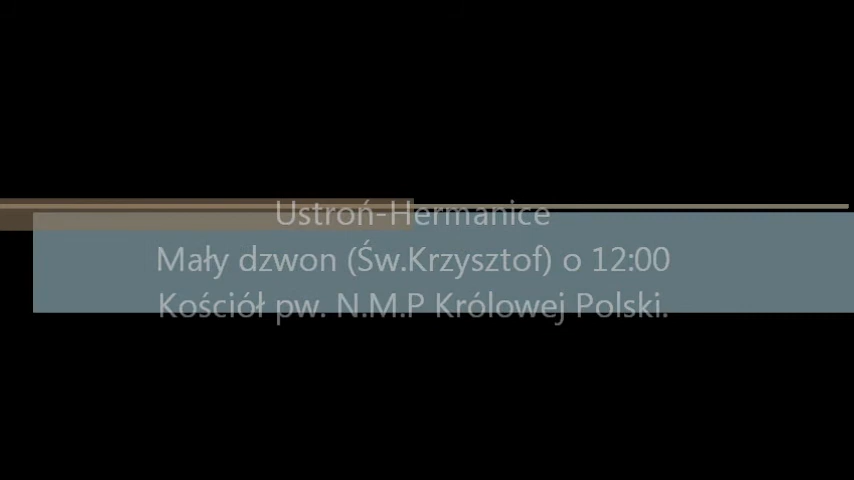 Ustroń-Hermanice
Mały dzwon (Św.Krzysztof) o 12:00
Kościół pw. N.M.P Królowej Polski.